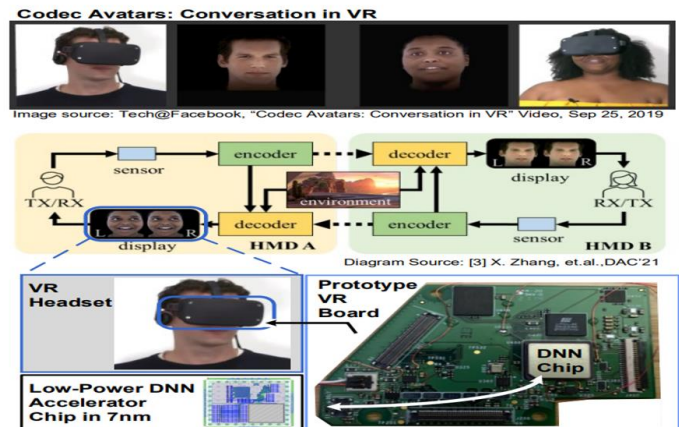 Codec Avatars: Conversation in VR
Image source: Tech@Facebook, "Codec Avatars: Conversation in VR" Video, Sep 25, 2019
sensor
encoder
decoder
L
R
display
TX/RX
environment
RX/TX
L
R
display
decoder
HMD A
encoder
sensor
HMD B
Diagram Source: [3] X. Zhang, et.al.,DAC'21
VR
Headset
Prototype
VR
Board
DNN
Chip
Low-Power DNN
Accelerator
Chip in 7nm